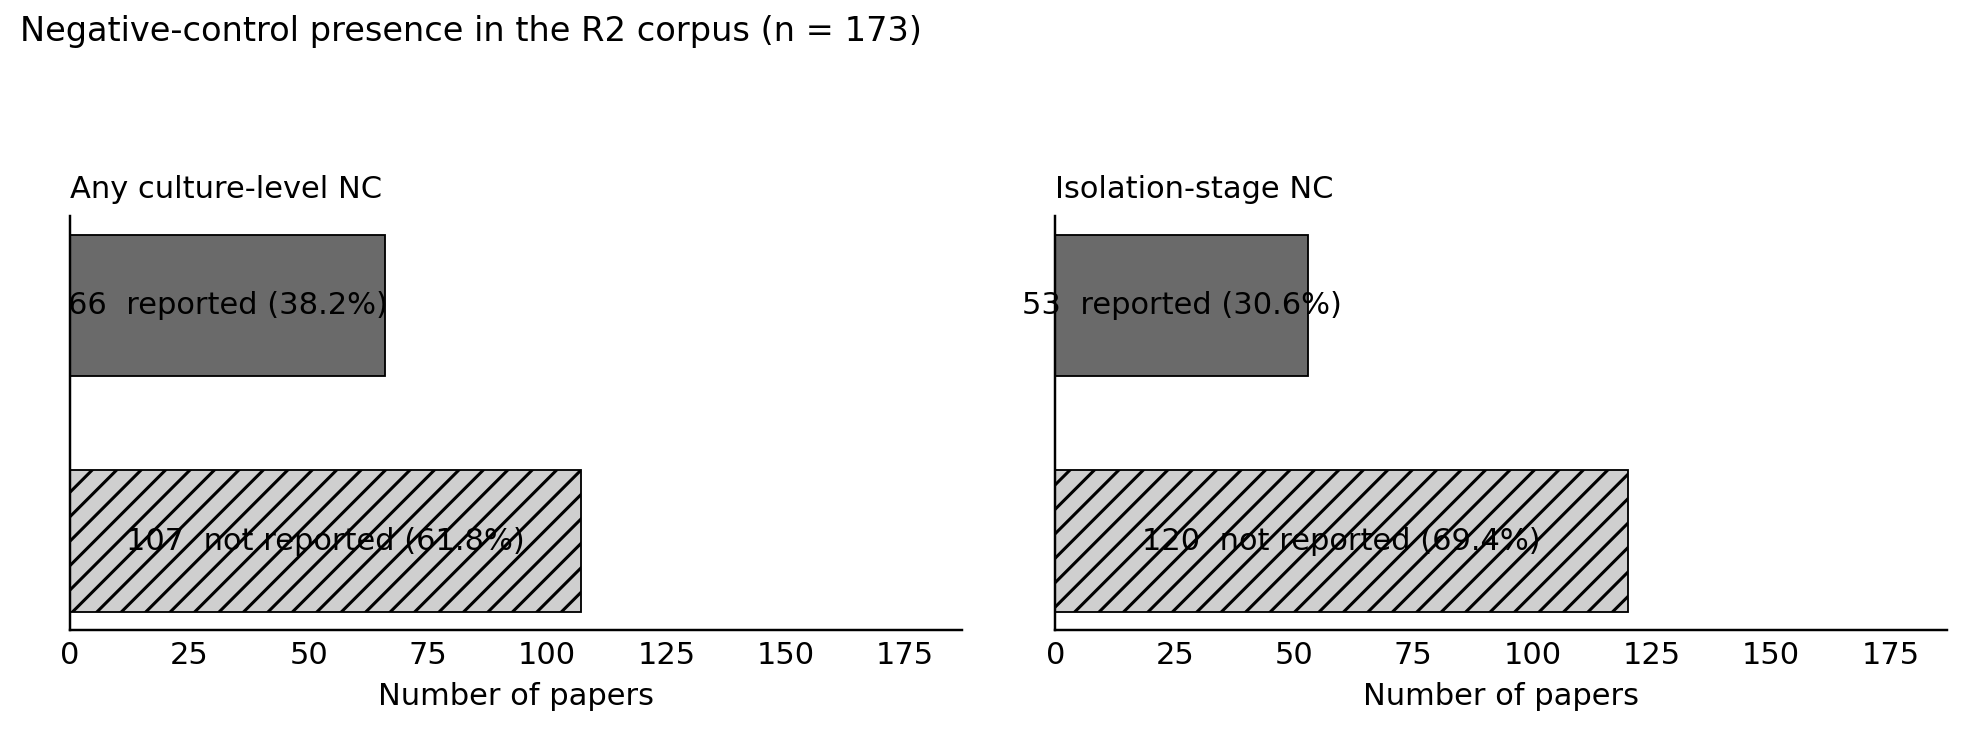 Negative-control presence in the R2 corpus (n = 173)
Any culture-level NC
66 reported (38.2%)
107 not reported (61.8%)
0 25 50 75 100 125 150 175
Number of papers
Isolation-stage NC
53 reported (30.6%)
120 not reported (69.4%)
0 25 50 75 100 125 150 175
Number of papers